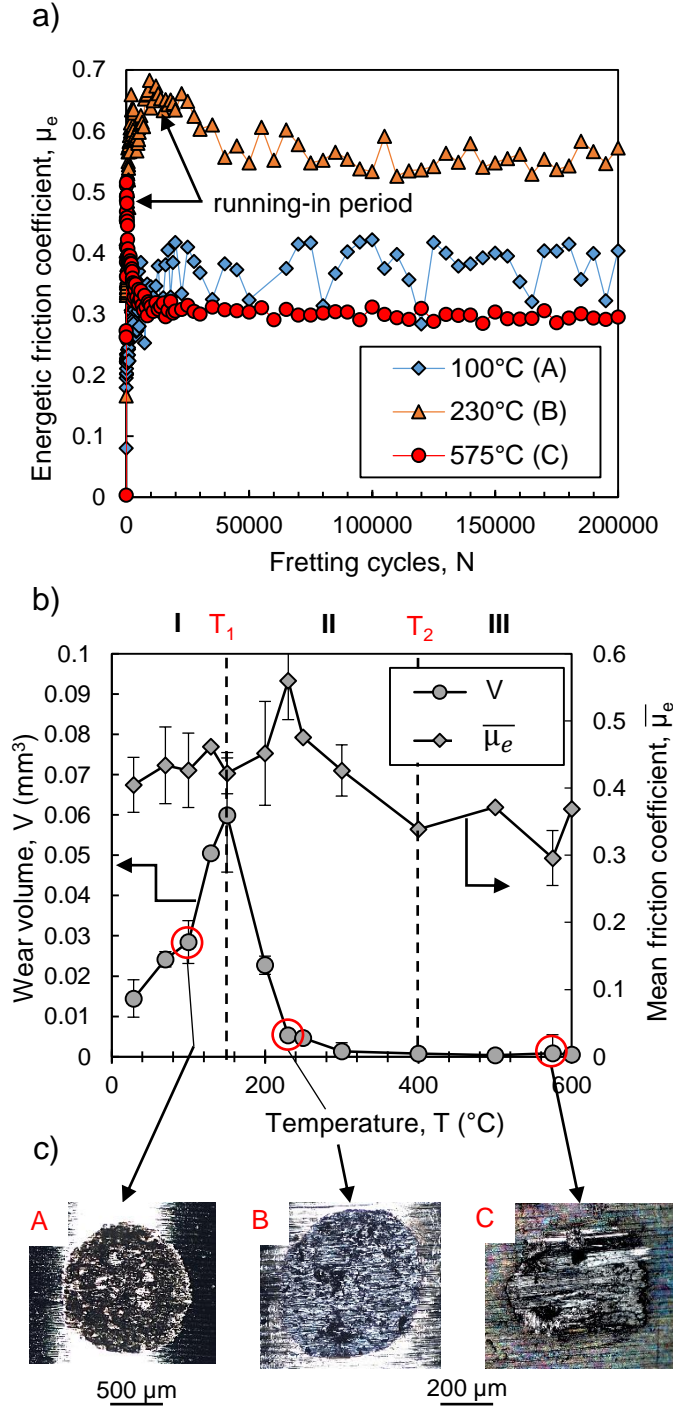 a)
0.7
0.6
0.5
0.4
0.3
0.2
0.1
0
Energetic friction coefficient, μe
running-in period
100°C (A)
230°C (B)
575°C (C)
0 50000 100000 150000 200000
Fretting cycles, N
b)
I T1 II T2 III
0.1
0.09
0.08
0.07
0.06
0.05
0.04
0.03
0.02
0.01
0
Wear volume, V (mm³)
V
μe
0.6
0.5
0.4
0.3
0.2
0.1
0
Mean friction coefficient, μe
0 200 400 600
Temperature, T (°C)
c)
A B C
500 μm 200 μm